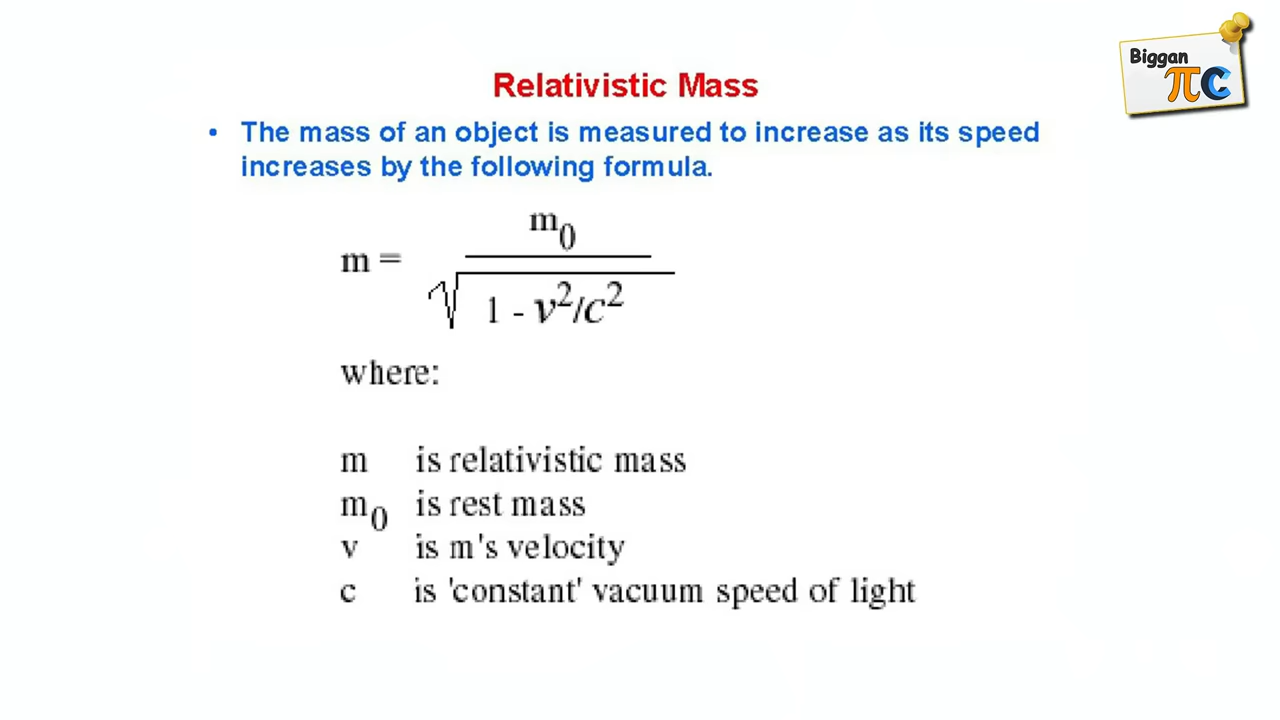 Biggan
πC
Relativistic Mass
• The mass of an object is measured to increase as its speed
increases by the following formula.
m₀
m =
√1 - v²/c²
where:
m is relativistic mass
m₀ is rest mass
v is m's velocity
c is 'constant' vacuum speed of light